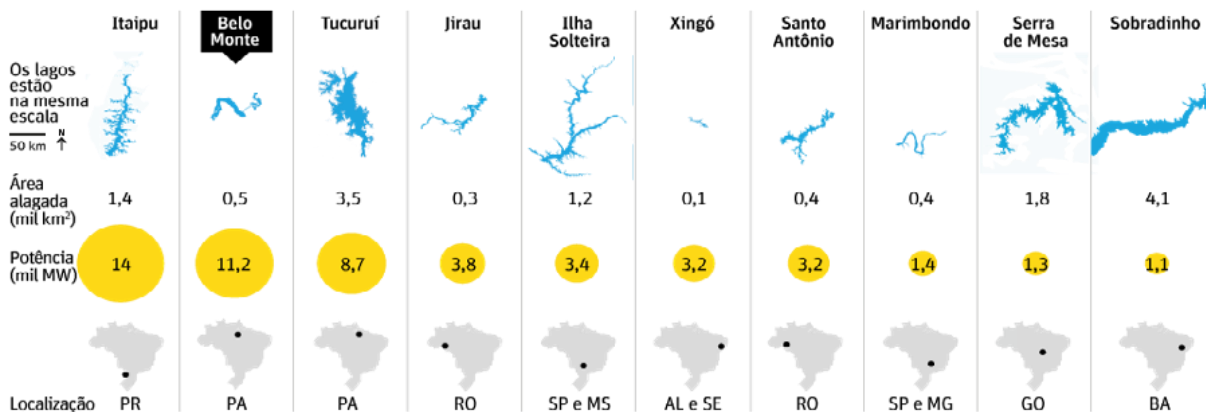 Itaipu
Belo
Monte
Tucuruí
Jirau
Ilha
Solteira
Xingó
Santo
Antônio
Marimbondo
Serra
de Mesa
Sobradinho
Os lagos
estão
na mesma
escala
N
50 km
Área
alagada
(mil km²)
1,4 0,5 3,5 0,3 1,2 0,1 0,4 0,4 1,8 4,1
Potência
(mil MW)
14 11,2 8,7 3,8 3,4 3,2 3,2 1,4 1,3 1,1
Localização PR PA PA RO SP e MS AL e SE RO SP e MG GO BA